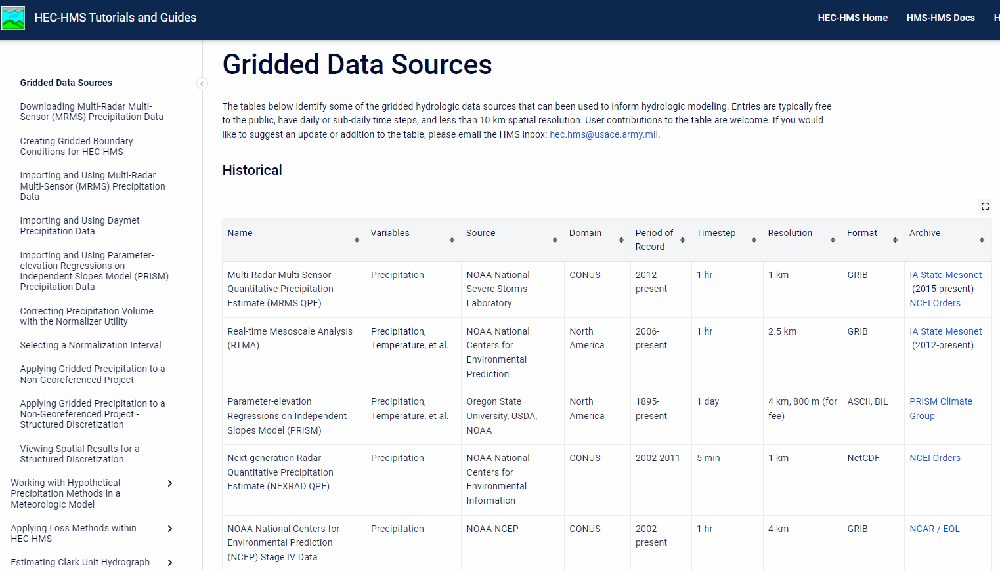 HEC-HMS Tutorials and Guides
HEC-HMS Home
HMS-HMS Docs
H
Gridded Data Sources
Downloading Multi-Radar Multi-
Sensor (MRMS) Precipitation Data
Creating Gridded Boundary
Conditions for HEC-HMS
Importing and Using Multi-Radar
Multi-Sensor (MRMS) Precipitation
Data
Importing and Using Daymet
Precipitation Data
Importing and Using Parameter-
elevation Regressions on
Independent Slopes Model (PRISM)
Precipitation Data
Correcting Precipitation Volume
with the Normalizer Utility
Selecting a Normalization Interval
Applying Gridded Precipitation to a
Non-Georeferenced Project
Applying Gridded Precipitation to a
Non-Georeferenced Project -
Structured Discretization
Viewing Spatial Results for a
Structured Discretization
Working with Hypothetical
Precipitation Methods in a
Meteorologic Model
Applying Loss Methods within
HEC-HMS
Estimating Clark Unit Hydrograph
Gridded Data Sources
The tables below identify some of the gridded hydrologic data sources that can been used to inform hydrologic modeling. Entries are typically free
to the public, have daily or sub-daily time steps, and less than 10 km spatial resolution. User contributions to the table are welcome. If you would
like to suggest an update or addition to the table, please email the HMS inbox: hec.hms@usace.army.mil.
Historical
Name
Variables
Source
Domain
Period of
Record
Timestep
Resolution
Format
Archive
Multi-Radar Multi-Sensor
Quantitative Precipitation
Estimate (MRMS QPE)
Precipitation
NOAA National
Severe Storms
Laboratory
CONUS
2012-
present
1 hr
1 km
GRIB
IA State Mesonet
(2015-present)
NCEI Orders
Real-time Mesoscale Analysis
(RTMA)
Precipitation,
Temperature, et al.
NOAA National
Centers for
Environmental
Prediction
North
America
2006-
present
1 hr
2.5 km
GRIB
IA State Mesonet
(2012-present)
Parameter-elevation
Regressions on Independent
Slopes Model (PRISM)
Precipitation,
Temperature, et al.
Oregon State
University, USDA,
NOAA
North
America
1895-
present
1 day
4 km, 800 m (for
fee)
ASCII, BIL
PRISM Climate
Group
Next-generation Radar
Quantitative Precipitation
Estimate (NEXRAD QPE)
Precipitation
NOAA National
Centers for
Environmental
Information
CONUS
2002-2011
5 min
1 km
NetCDF
NCEI Orders
NOAA National Centers for
Environmental Prediction
(NCEP) Stage IV Data
Precipitation
NOAA NCEP
CONUS
2002-
present
1 hr
4 km
GRIB
NCAR / EOL